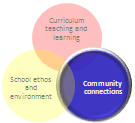 Curriculum
teaching and
learning
School ethos
and
environment
Community
connections